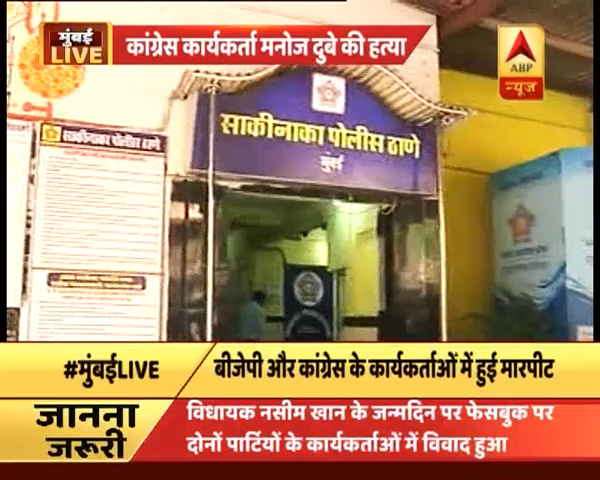 मुंबई
LIVE
कांग्रेस कार्यकर्ता मनोज दुबे की हत्या
ABP
न्यूज़
साकीनाका पोलीस ठाणे
मुंबई
साकीनाका पोलीस ठाणे
#मुंबईLIVE
बीजेपी और कांग्रेस के कार्यकर्ताओं में हुई मारपीट
जानना
जरूरी
विधायक नसीम खान के जन्मदिन पर फेसबुक पर
दोनों पार्टियों के कार्यकर्ताओं में विवाद हुआ